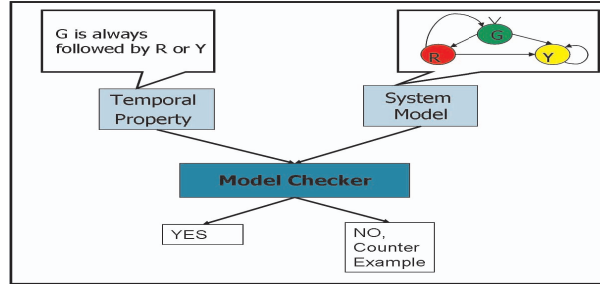 G is always
followed by R or Y
G
R
Y
Temporal
Property
System
Model
Model Checker
YES
NO,
Counter
Example